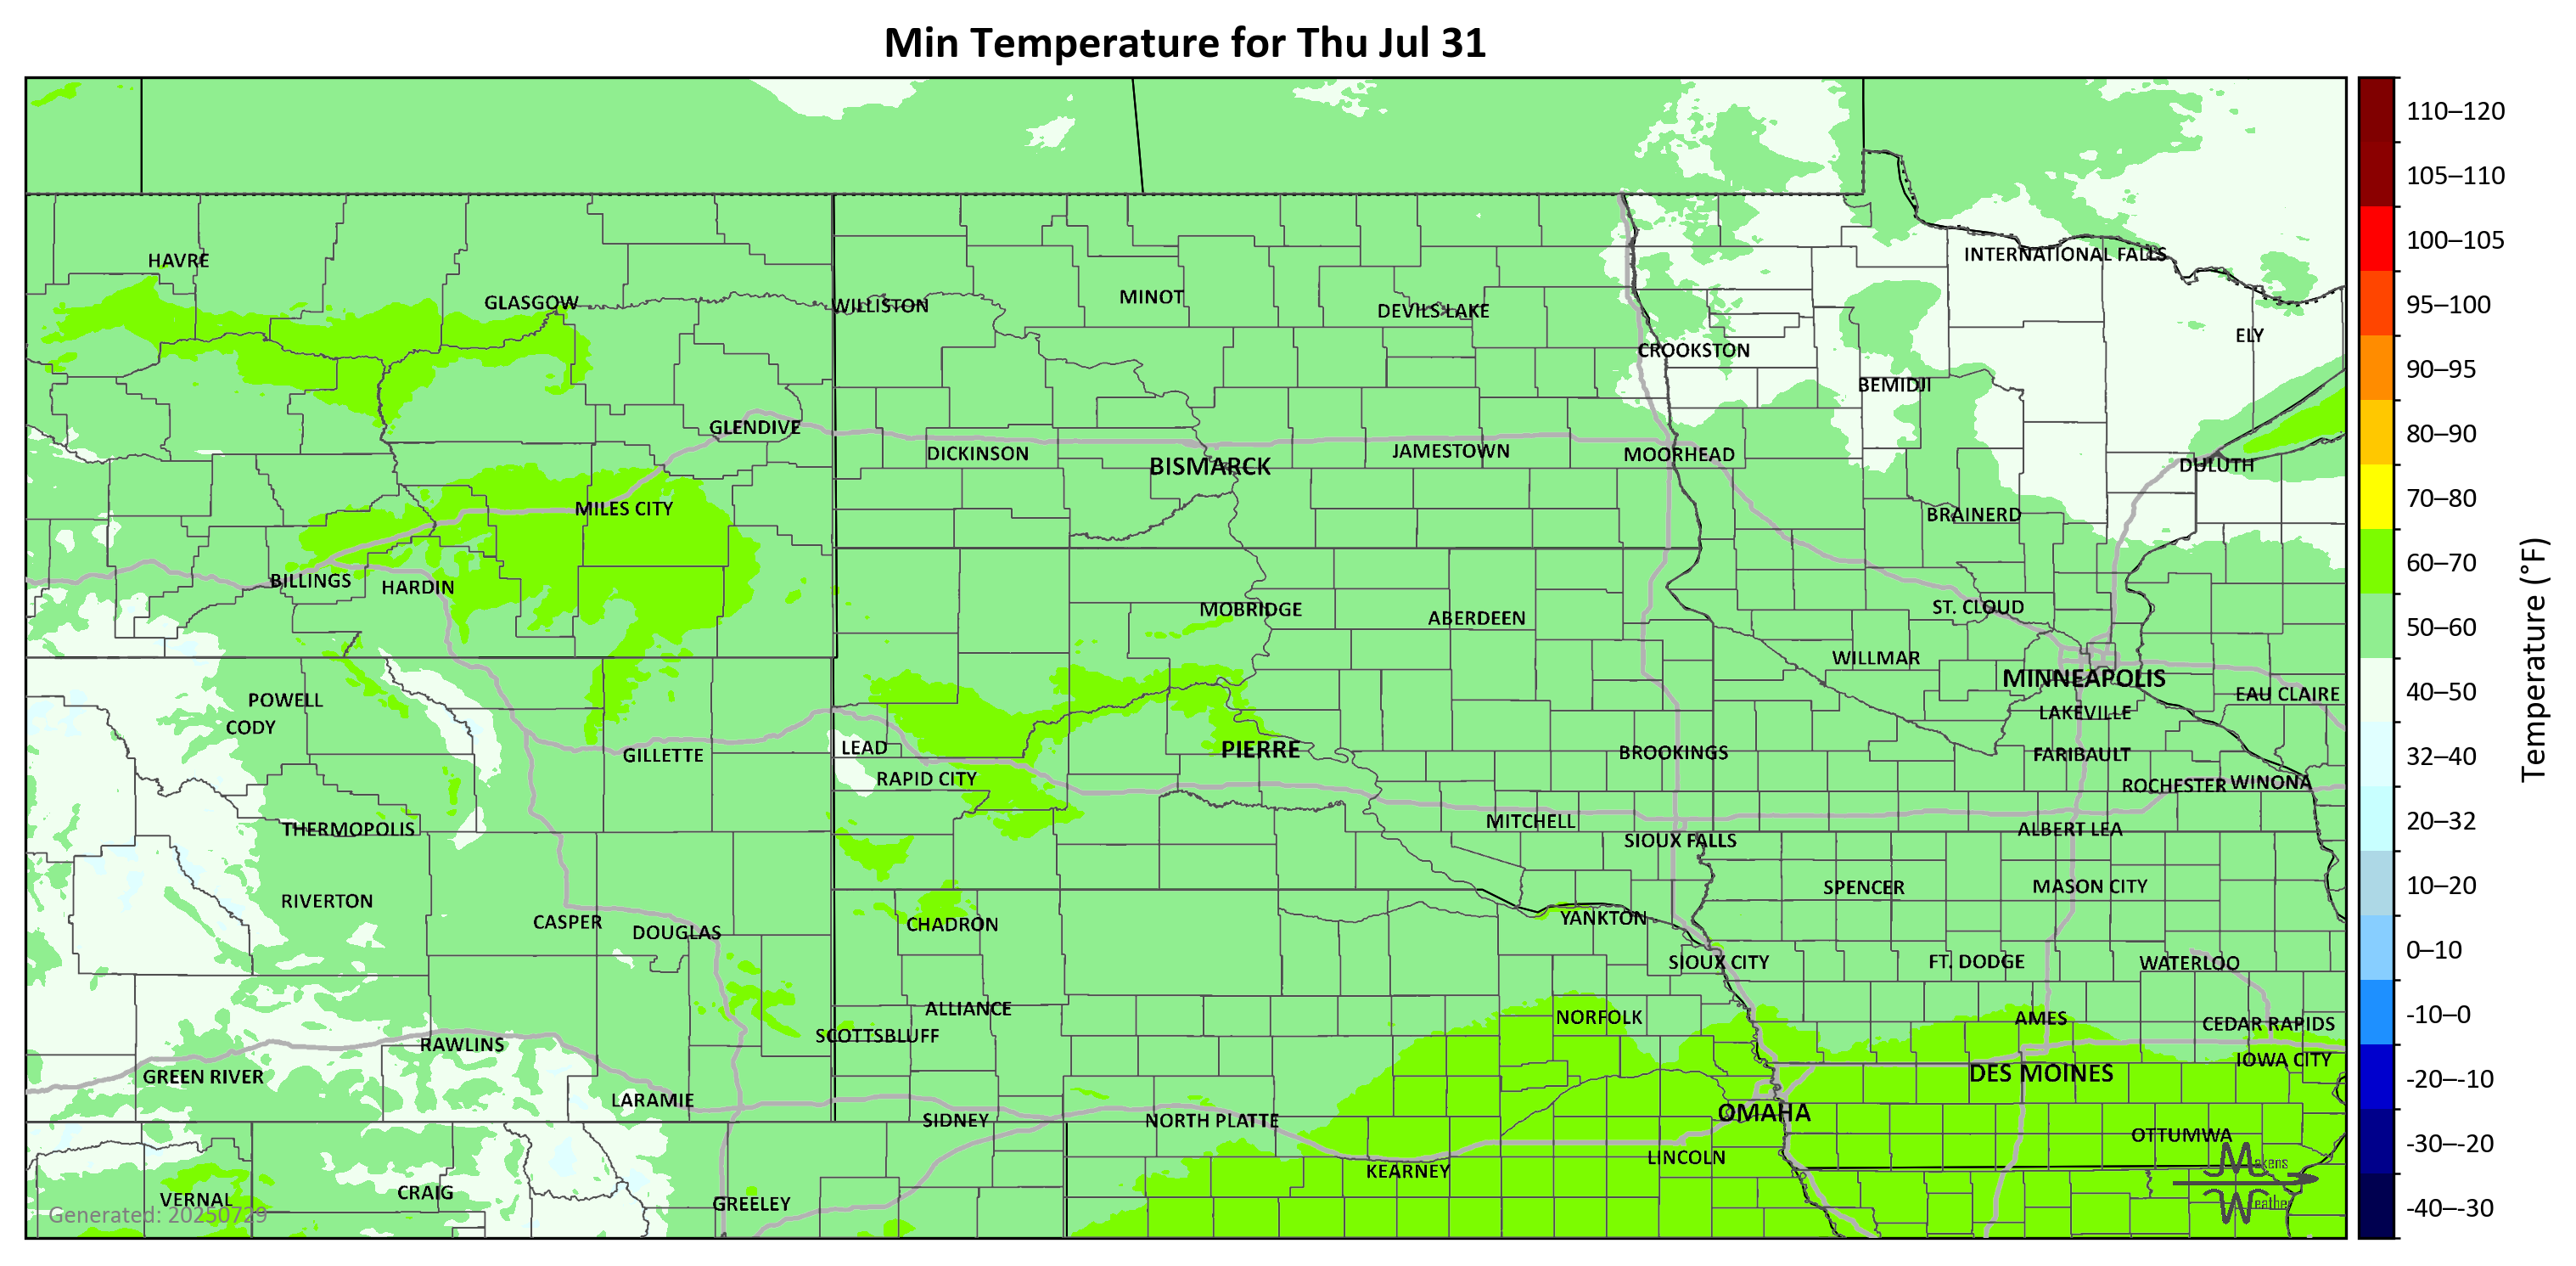 Min Temperature for Thu Jul 31
HAVRE
GLASGOW
WILLISTON
MINOT
DEVILS LAKE
INTERNATIONAL FALLS
ELY
CROOKSTON
BEMIDJI
GLENDIVE
DICKINSON
BISMARCK
JAMESTOWN
MOORHEAD
DULUTH
MILES CITY
BRAINERD
BILLINGS
HARDIN
MOBRIDGE
ABERDEEN
ST. CLOUD
WILLMAR
MINNEAPOLIS
EAU CLAIRE
POWELL
CODY
LAKEVILLE
GILLETTE
LEAD
PIERRE
BROOKINGS
FARIBAULT
RAPID CITY
ROCHESTER
WINONA
THERMOPOLIS
MITCHELL
SIOUX FALLS
ALBERT LEA
RIVERTON
SPENCER
MASON CITY
CASPER
DOUGLAS
CHADRON
YANKTON
SIOUX CITY
FT. DODGE
WATERLOO
ALLIANCE
NORFOLK
AMES
CEDAR RAPIDS
SCOTTSBLUFF
RAWLINS
IOWA CITY
GREEN RIVER
DES MOINES
LARAMIE
SIDNEY
NORTH PLATTE
OMAHA
OTTUMWA
LINCOLN
KEARNEY
VERNAL
CRAIG
GREELEY
Generated: 20250729
Makens
Weather
110–120
105–110
100–105
95–100
90–95
80–90
70–80
60–70
50–60
40–50
32–40
20–32
10–20
0–10
-10–0
-20–-10
-30–-20
-40–-30
Temperature (°F)